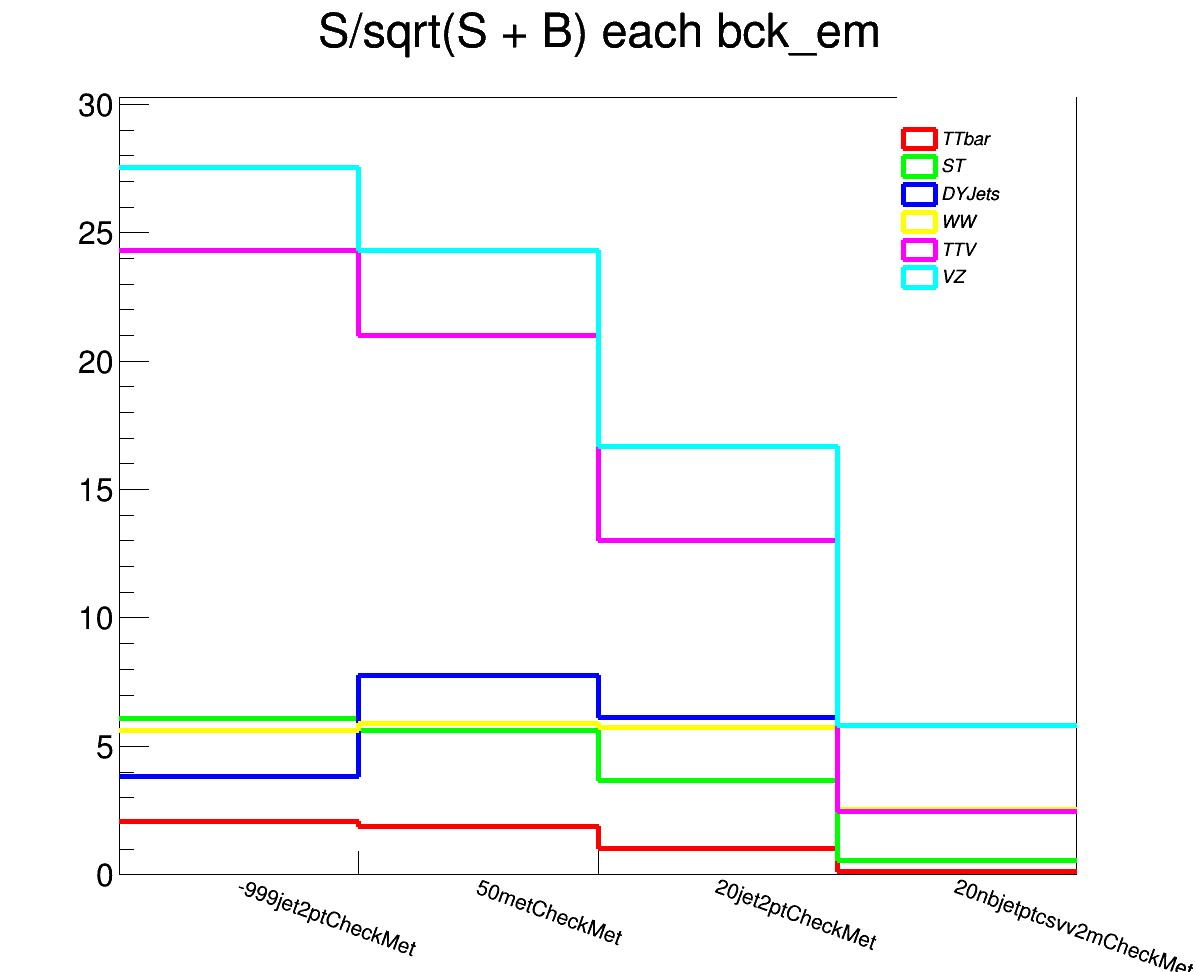 S/sqrt(S + B) each bck_em
30
25
20
15
10
5
0
TTbar
ST
DYJets
WW
TTV
VZ
-999jet2ptCheckMet
50metCheckMet
20jet2ptCheckMet
20nbjetptcsvv2mCheckMet